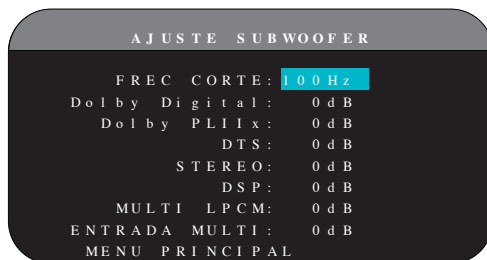 AJUSTE SUBWOOFER
FREC CORTE: 100Hz
Dolby Digital: 0dB
Dolby PLIIx: 0dB
DTS: 0dB
STEREO: 0dB
DSP: 0dB
MULTI LPCM: 0dB
ENTRADA MULTI: 0dB
MENU PRINCIPAL